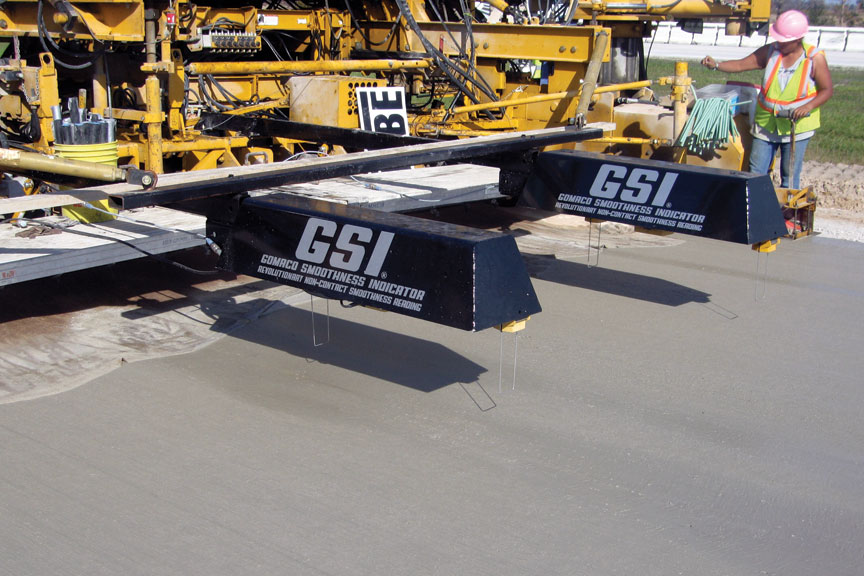 BE
GSI®
GOMACO SMOOTHNESS INDICATOR
REVOLUTIONARY NON-CONTACT SMOOTHNESS READING
GSI®
GOMACO SMOOTHNESS INDICATOR
REVOLUTIONARY NON-CONTACT SMOOTHNESS READING